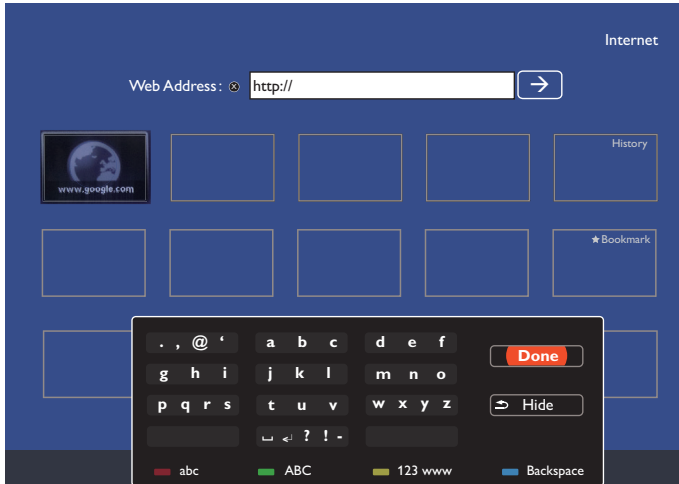 Internet
Web Address: ⊗ http:// →
www.google.com
History
★Bookmark
. , @ ‘ a b c d e f
Done
g h i j k l m n o
p q r s t u v w x y z
Hide
␣ ↲ ? ! -
abc ABC 123 www Backspace